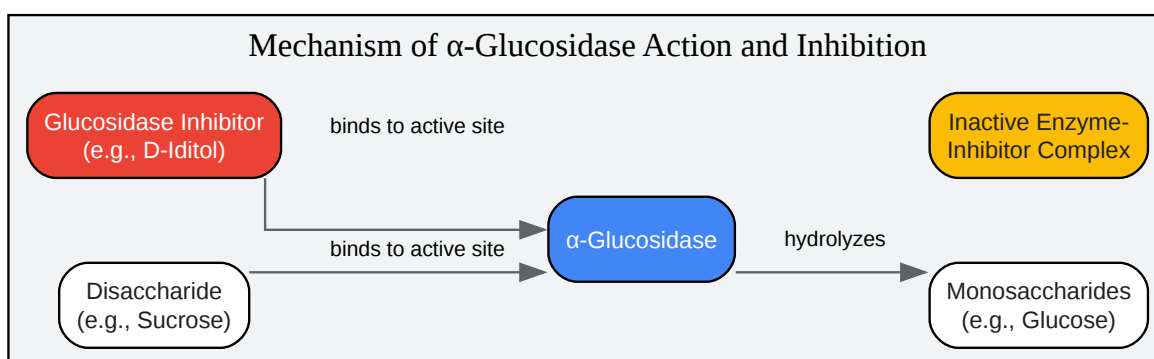 Mechanism of α-Glucosidase Action and Inhibition
Glucosidase Inhibitor
(e.g., D-Iditol)
binds to active site
Inactive Enzyme-
Inhibitor Complex
α-Glucosidase
binds to active site
hydrolyzes
Disaccharide
(e.g., Sucrose)
Monosaccharides
(e.g., Glucose)